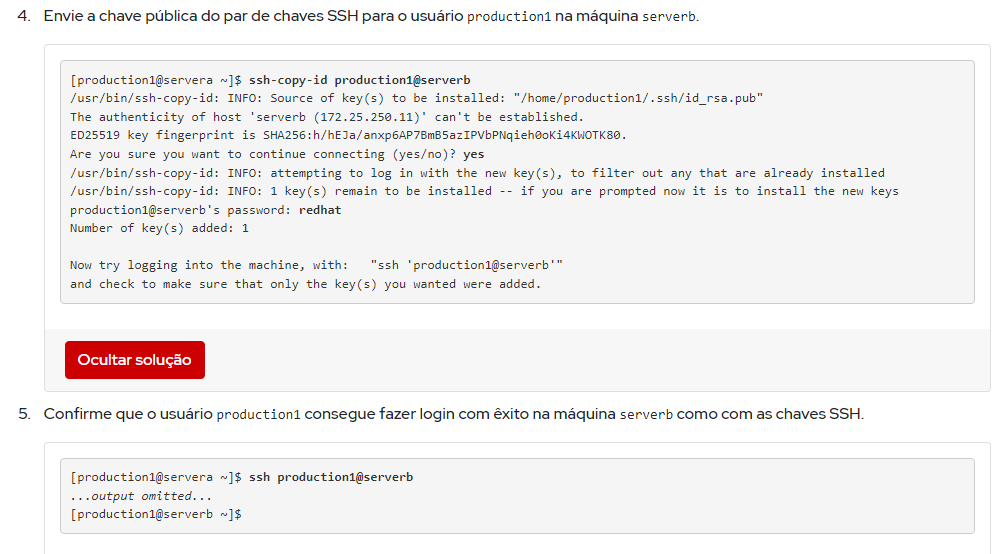 4. Envie a chave pública do par de chaves SSH para o usuário production1 na máquina serverb.
[production1@servera ~]$ ssh-copy-id production1@serverb
/usr/bin/ssh-copy-id: INFO: Source of key(s) to be installed: "/home/production1/.ssh/id_rsa.pub"
The authenticity of host 'serverb (172.25.250.11)' can't be established.
ED25519 key fingerprint is SHA256:h/hEJa/anxp6AP7BmB5azIPVbPNqieh0oKi4KWOTK80.
Are you sure you want to continue connecting (yes/no)? yes
/usr/bin/ssh-copy-id: INFO: attempting to log in with the new key(s), to filter out any that are already installed
/usr/bin/ssh-copy-id: INFO: 1 key(s) remain to be installed -- if you are prompted now it is to install the new keys
production1@serverb's password: redhat
Number of key(s) added: 1
Now try logging into the machine, with:   "ssh 'production1@serverb'"
and check to make sure that only the key(s) you wanted were added.
Ocultar solução
5. Confirme que o usuário production1 consegue fazer login com êxito na máquina serverb como com as chaves SSH.
[production1@servera ~]$ ssh production1@serverb
...output omitted...
[production1@serverb ~]$